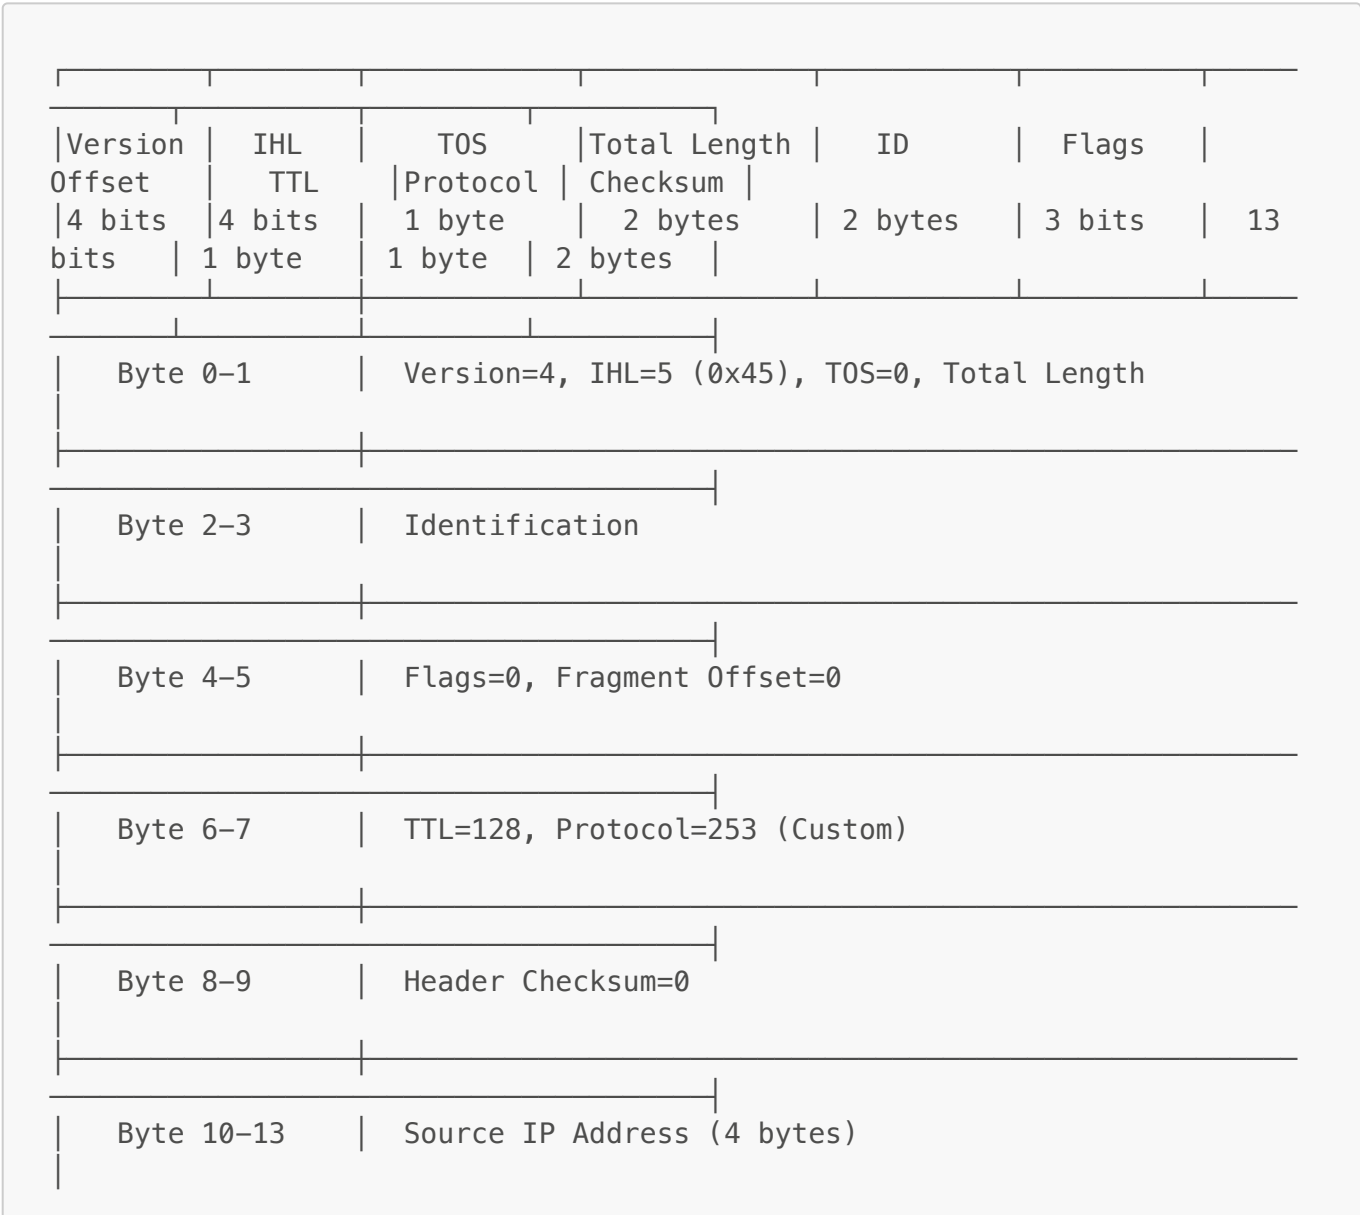 │Version │ IHL │ TOS │Total Length │ ID │ Flags │
Offset │ TTL │Protocol │ Checksum │
│4 bits │4 bits │ 1 byte │ 2 bytes │ 2 bytes │ 3 bits │ 13
bits │ 1 byte │ 1 byte │ 2 bytes │
│ Byte 0-1 │ Version=4, IHL=5 (0x45), TOS=0, Total Length
│
│ Byte 2-3 │ Identification
│
│ Byte 4-5 │ Flags=0, Fragment Offset=0
│
│ Byte 6-7 │ TTL=128, Protocol=253 (Custom)
│
│ Byte 8-9 │ Header Checksum=0
│
│ Byte 10-13 │ Source IP Address (4 bytes)
│